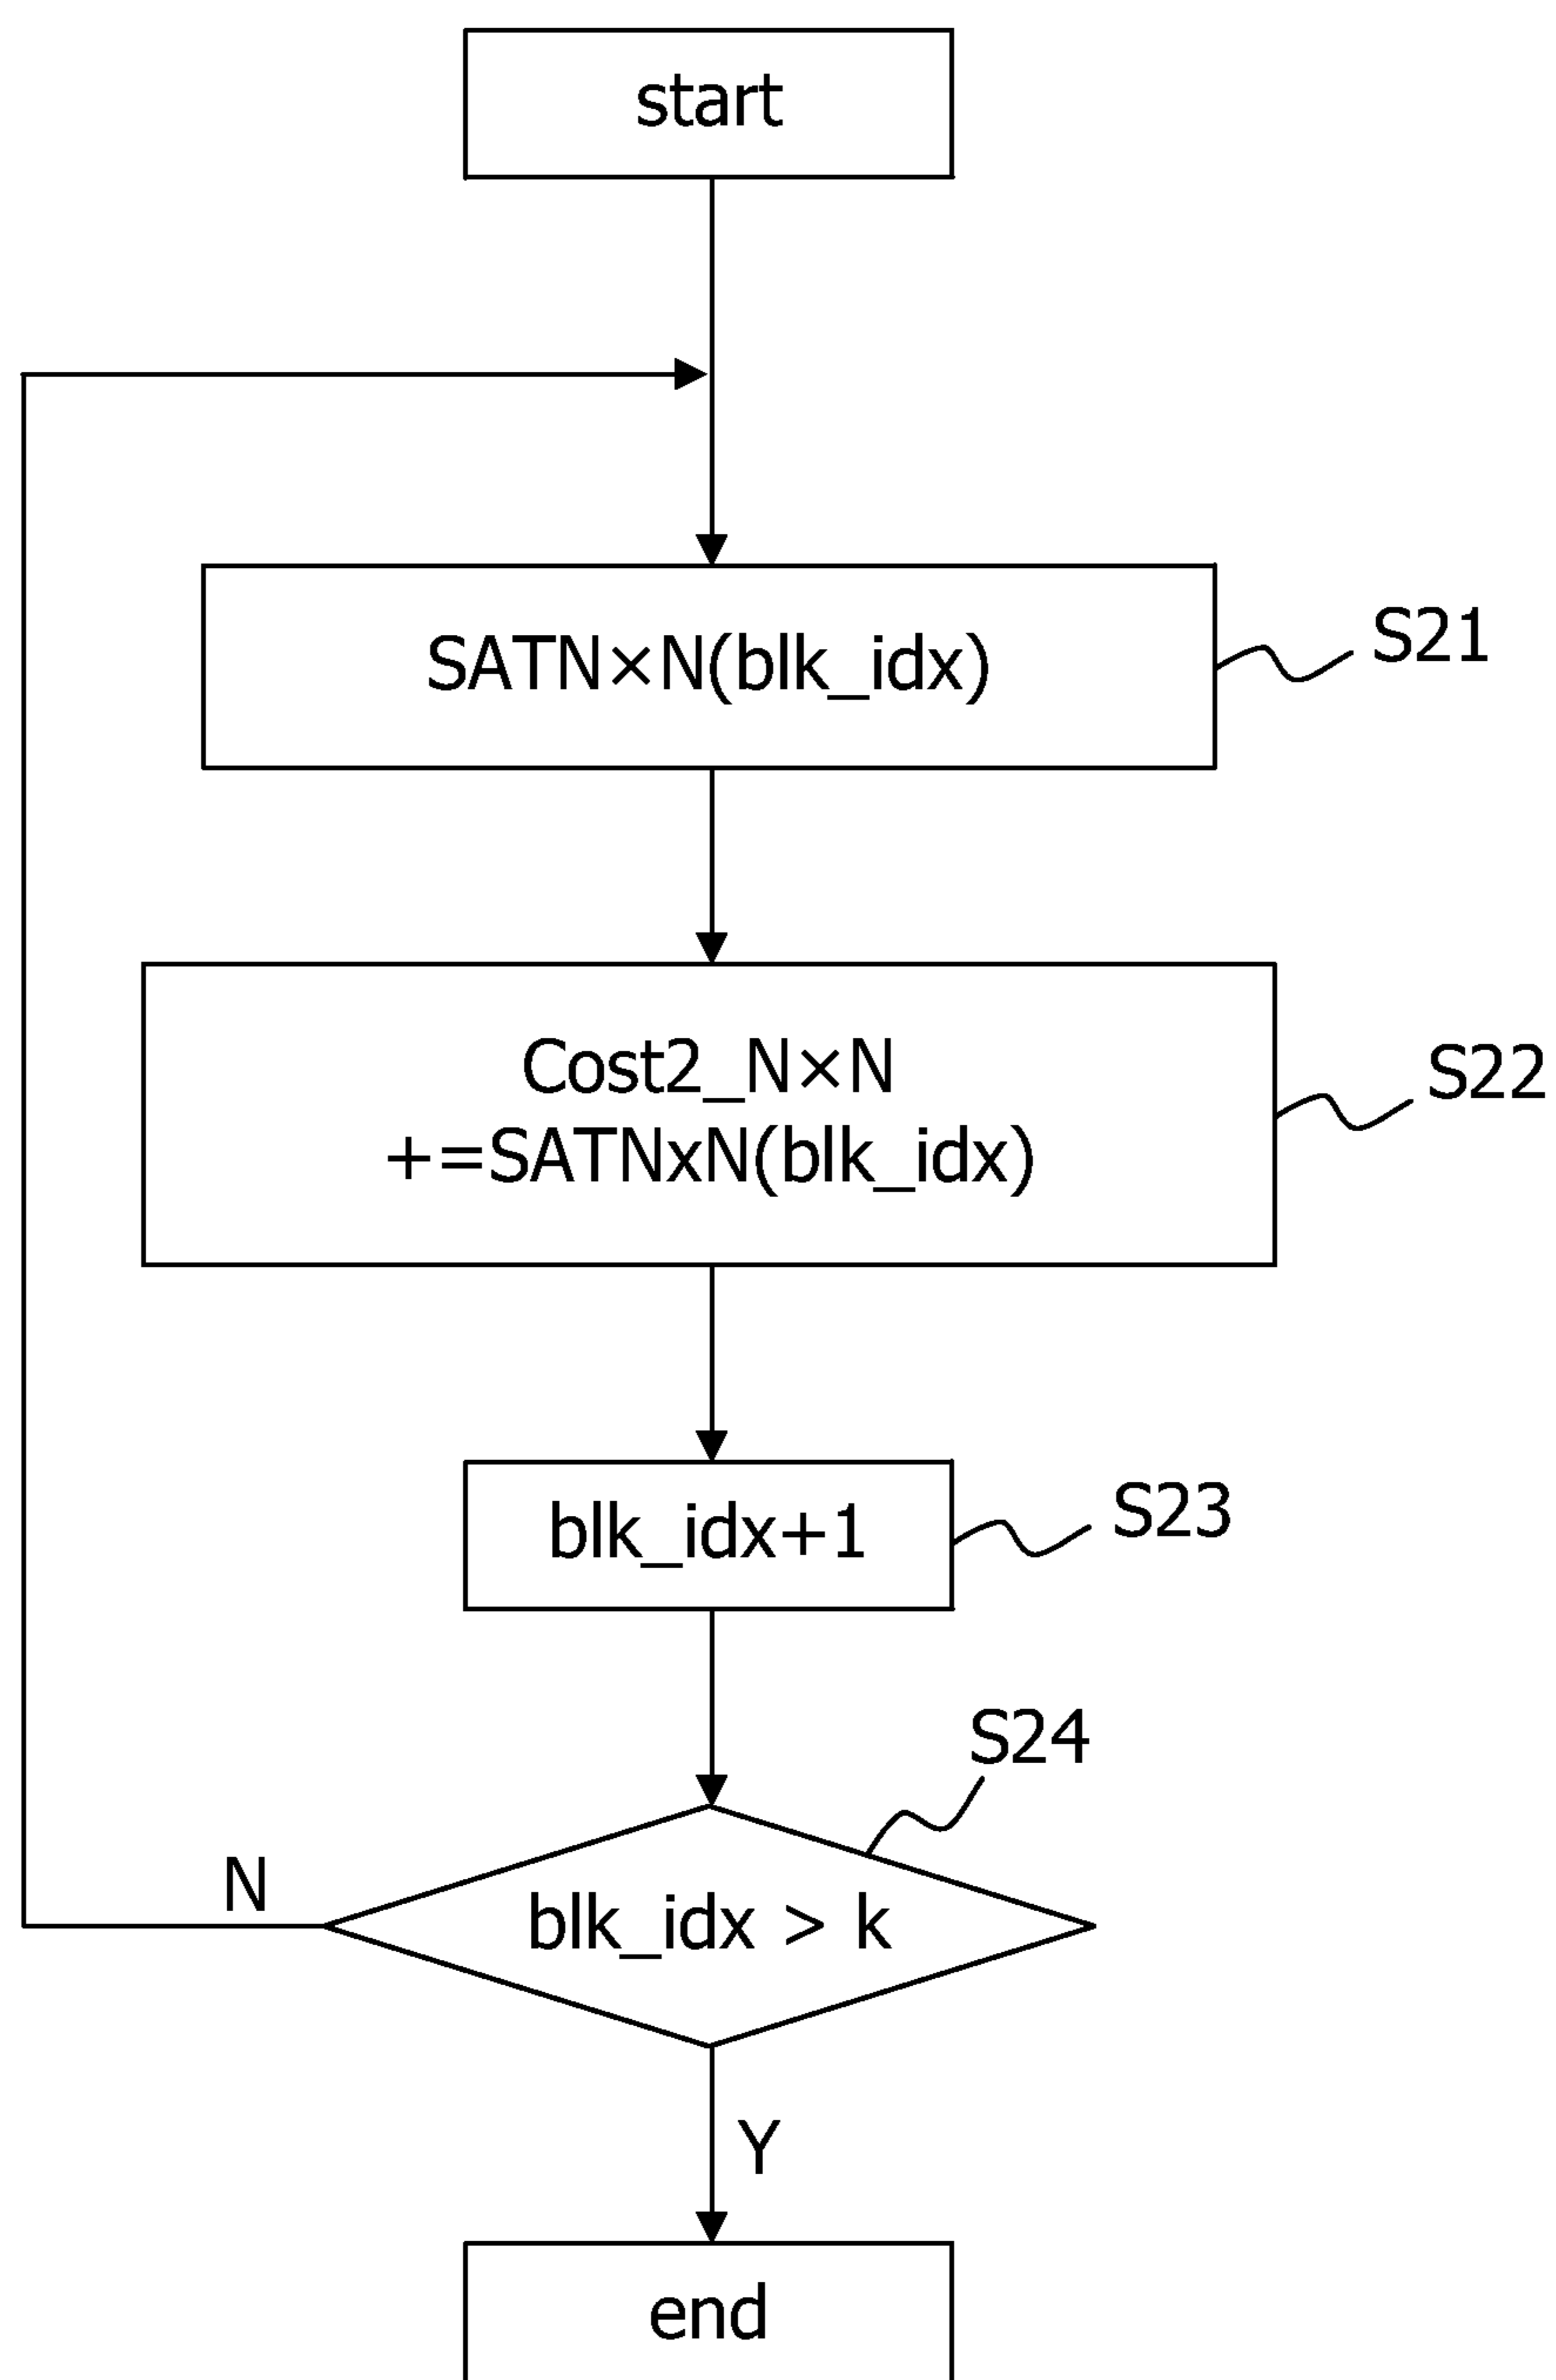 start
SATN×N(blk_idx)
S21
Cost2_N×N
+=SATNxN(blk_idx)
S22
blk_idx+1
S23
S24
blk_idx > k
N
Y
end